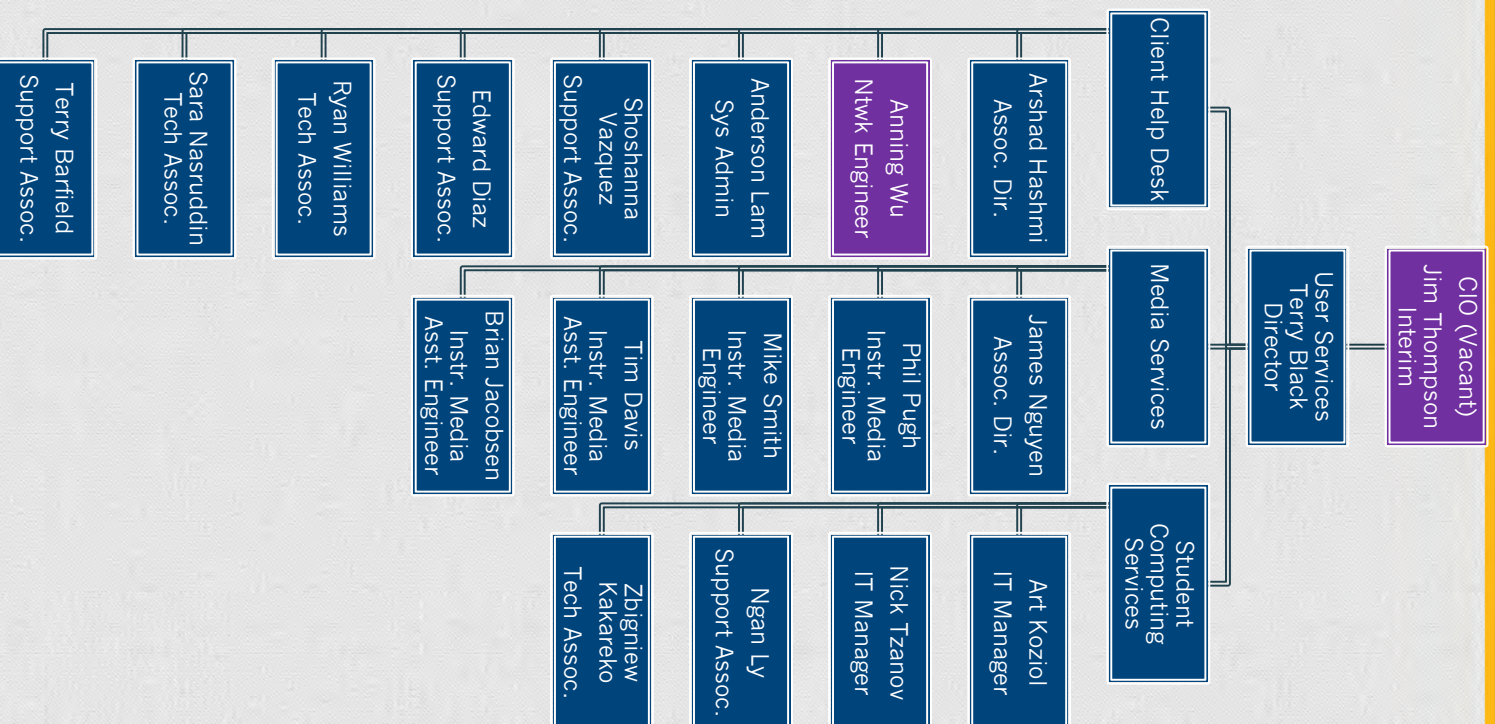 CIO (Vacant)
Jim Thompson
Interim
User Services
Terry Black
Director
Client Help Desk
Arshad Hashmi
Assoc. Dir.
Anning Wu
Ntwk Engineer
Anderson Lam
Sys Admin
Shoshanna
Vazquez
Support Assoc.
Edward Diaz
Support Assoc.
Ryan Williams
Tech Assoc.
Sara Nasruddin
Tech Assoc.
Terry Barfield
Support Assoc.
Media Services
James Nguyen
Assoc. Dir.
Phil Pugh
Instr. Media
Engineer
Mike Smith
Instr. Media
Engineer
Tim Davis
Instr. Media
Asst. Engineer
Brian Jacobsen
Instr. Media
Asst. Engineer
Student
Computing
Services
Art Koziol
IT Manager
Nick Tzanov
IT Manager
Ngan Ly
Support Assoc.
Zbigniew
Kakareko
Tech Assoc.